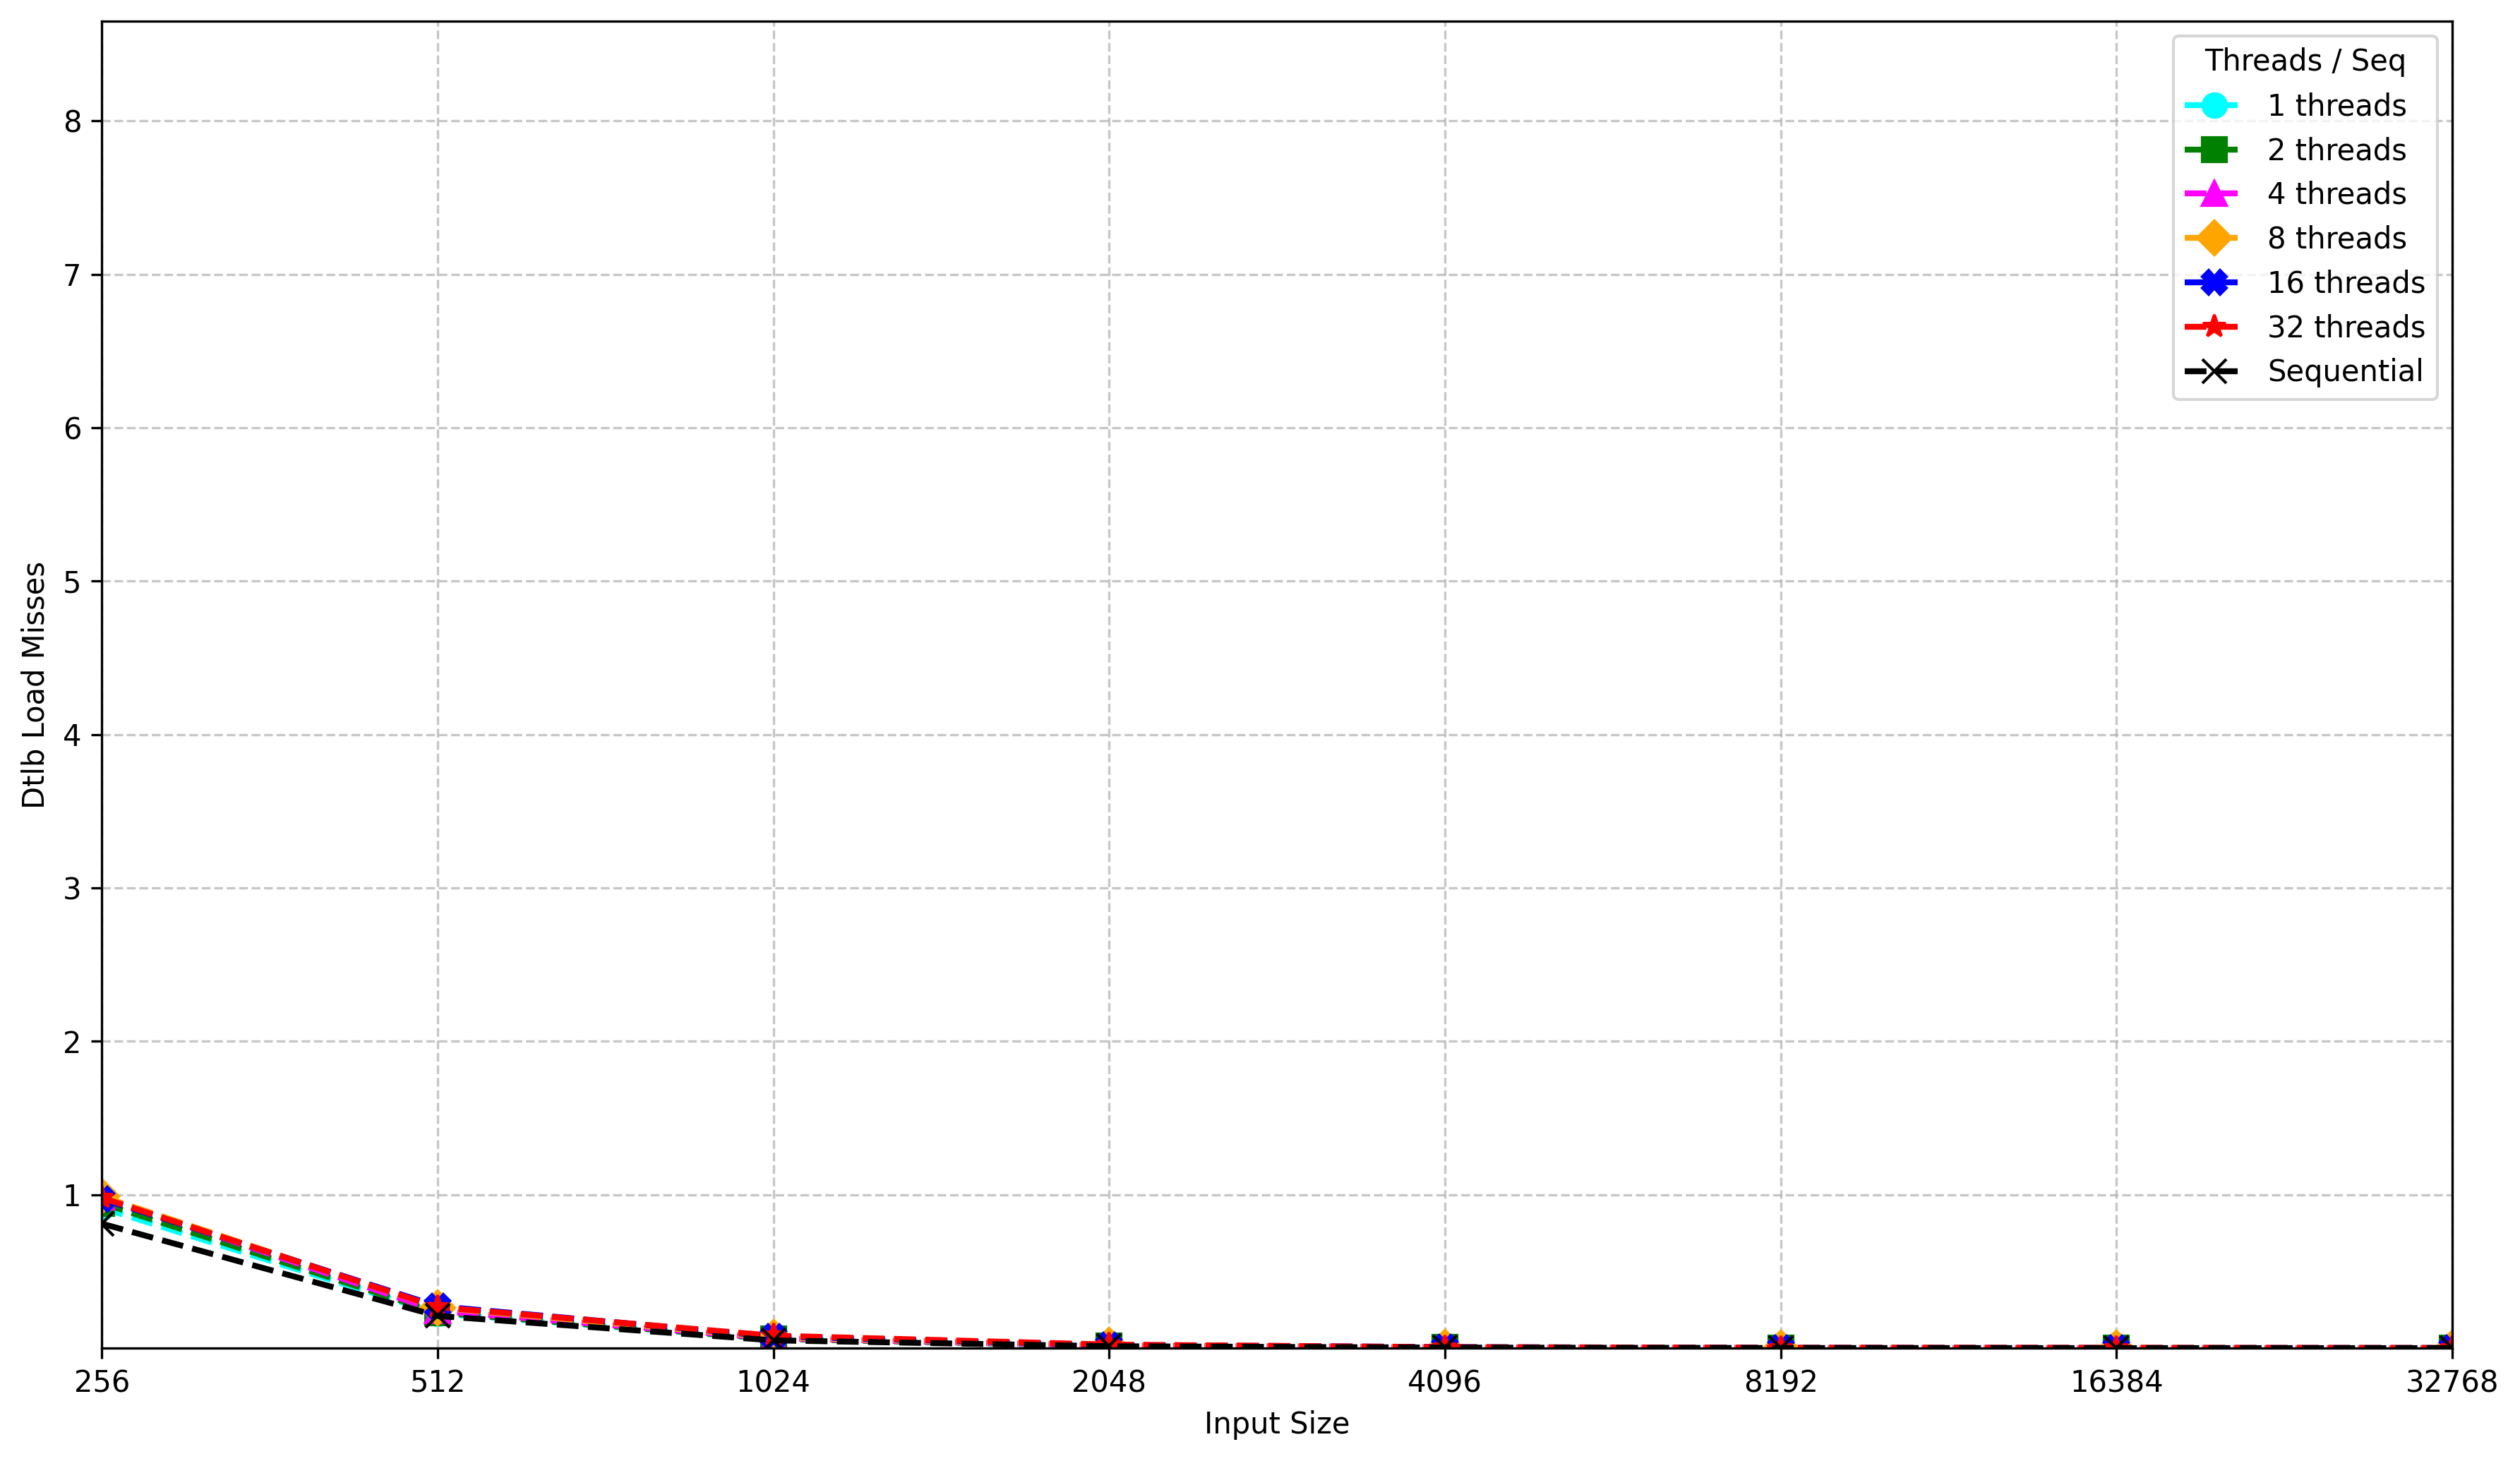 Threads / Seq
1 threads
2 threads
4 threads
8 threads
16 threads
32 threads
Sequential
8
7
6
5
4
3
2
1
Dtlb Load Misses
256
512
1024
2048
4096
8192
16384
32768
Input Size